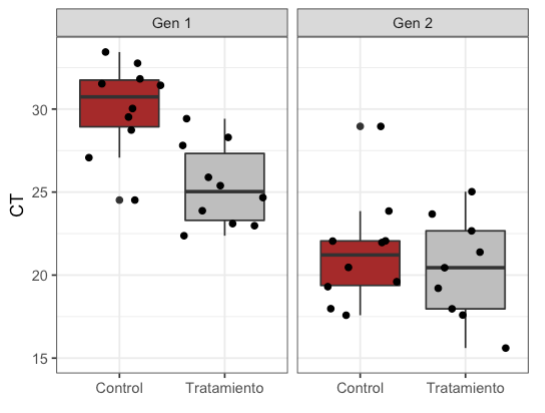 Gen 1
Gen 2
CT
30
25
20
15
Control
Tratamiento
Control
Tratamiento